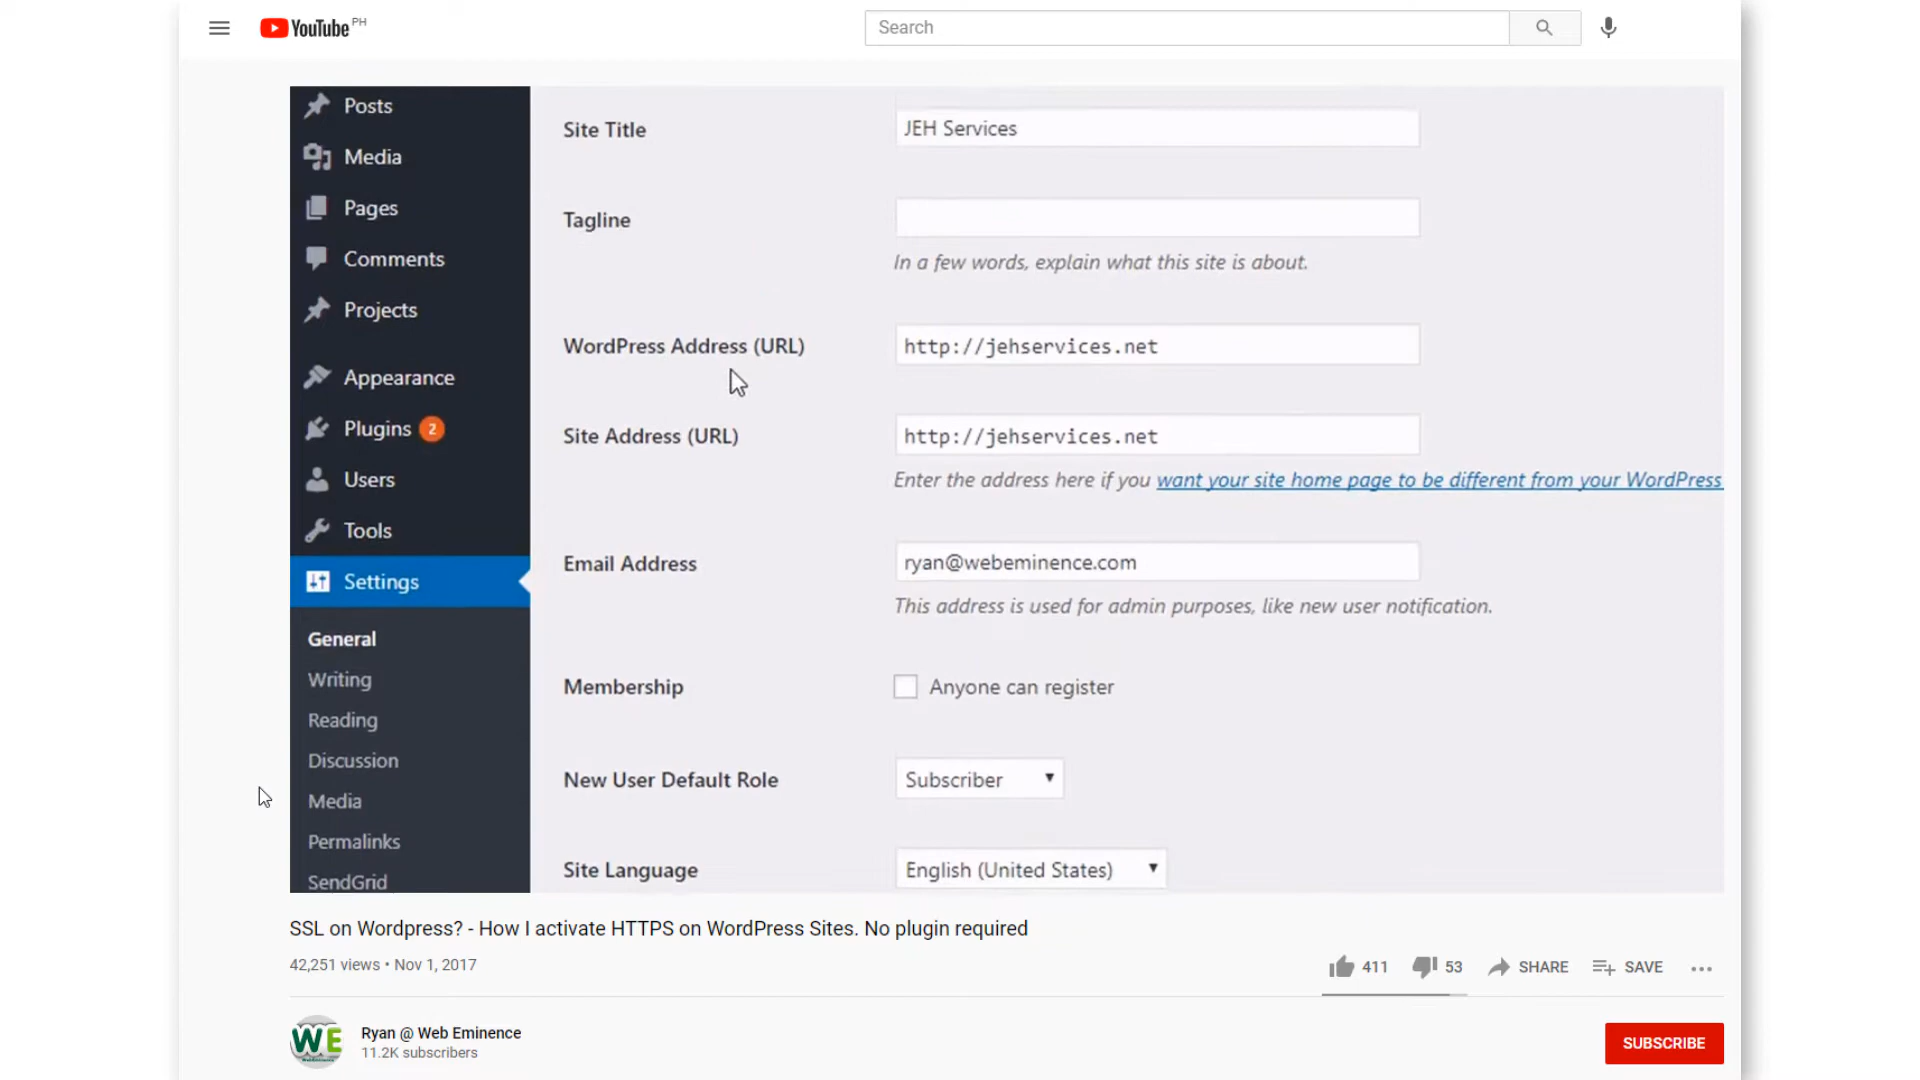 YouTube PH
Search
Posts
Media
Pages
Comments
Projects
Appearance
Plugins 2
Users
Tools
Settings
General
Writing
Reading
Discussion
Media
Permalinks
SendGrid
Site Title JEH Services
Tagline
In a few words, explain what this site is about.
WordPress Address (URL) http://jehservices.net
Site Address (URL) http://jehservices.net
Enter the address here if you want your site home page to be different from your WordPress
Email Address ryan@webeminence.com
This address is used for admin purposes, like new user notification.
Membership Anyone can register
New User Default Role Subscriber
Site Language English (United States)
SSL on Wordpress? - How I activate HTTPS on WordPress Sites. No plugin required
42,251 views • Nov 1, 2017
411 53 SHARE SAVE
WE
Ryan @ Web Eminence
11.2K subscribers
SUBSCRIBE